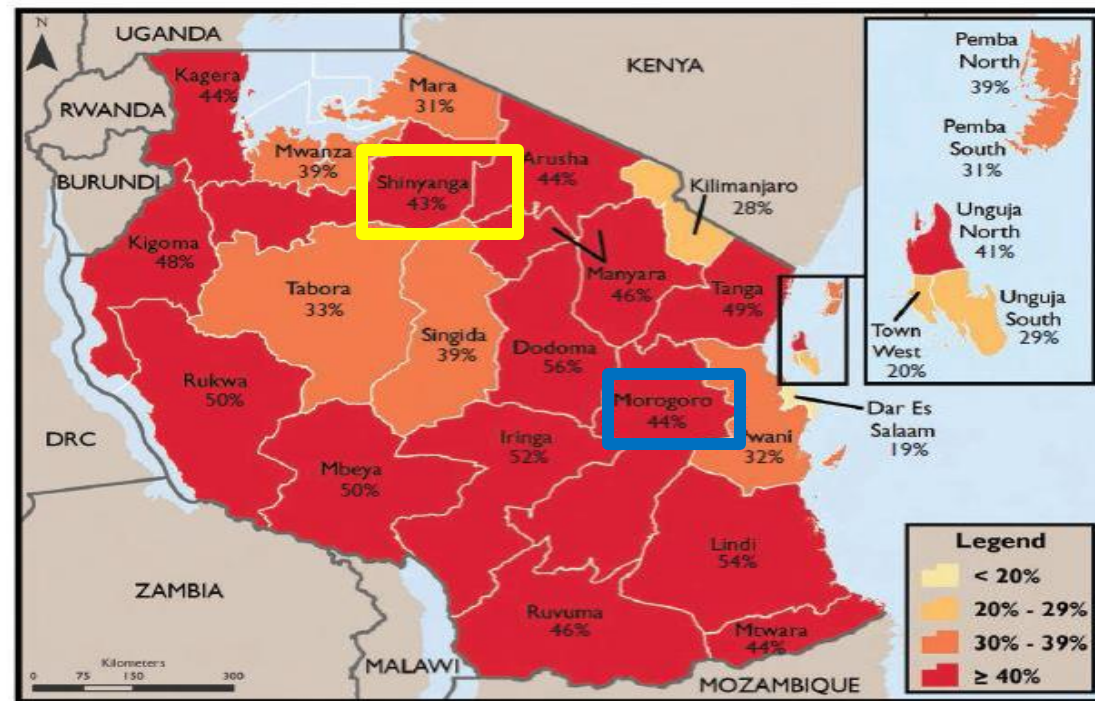 N
UGANDA
KENYA
RWANDA
BURUNDI
DRC
ZAMBIA
MALAWI
MOZAMBIQUE
Kagera
44%
Mara
31%
Mwanza
39%
Shinyanga
43%
Arusha
44%
Kilimanjaro
28%
Kigoma
48%
Tabora
33%
Singida
39%
Manyara
46%
Tanga
49%
Dodoma
56%
Morogoro
44%
Rukwa
50%
Mbeya
50%
Iringa
52%
Pwani
32%
Dar Es
Salaam
19%
Lindi
54%
Ruvuma
46%
Mtwara
44%
Pemba
North
39%
Pemba
South
31%
Unguja
North
41%
Unguja
South
29%
Town
West
20%
Legend
< 20%
20% - 29%
30% - 39%
≥ 40%
Kilometers
0 75 150 300